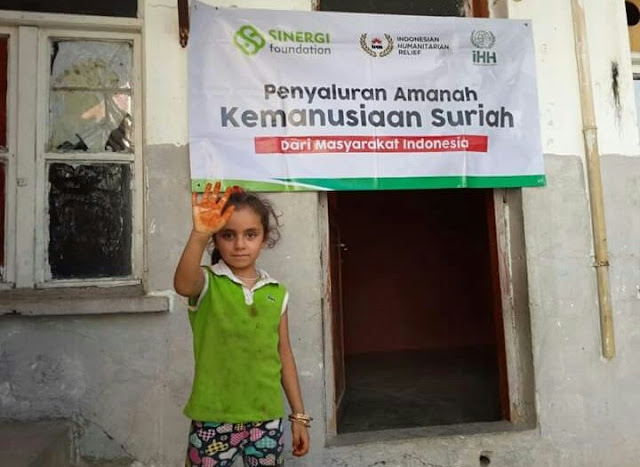 SINERGI
foundation
INDONESIAN
HUMANITARIAN
RELIEF
iHH
Penyaluran Amanah
Kemanusiaan Suriah
Dari Masyarakat Indonesia